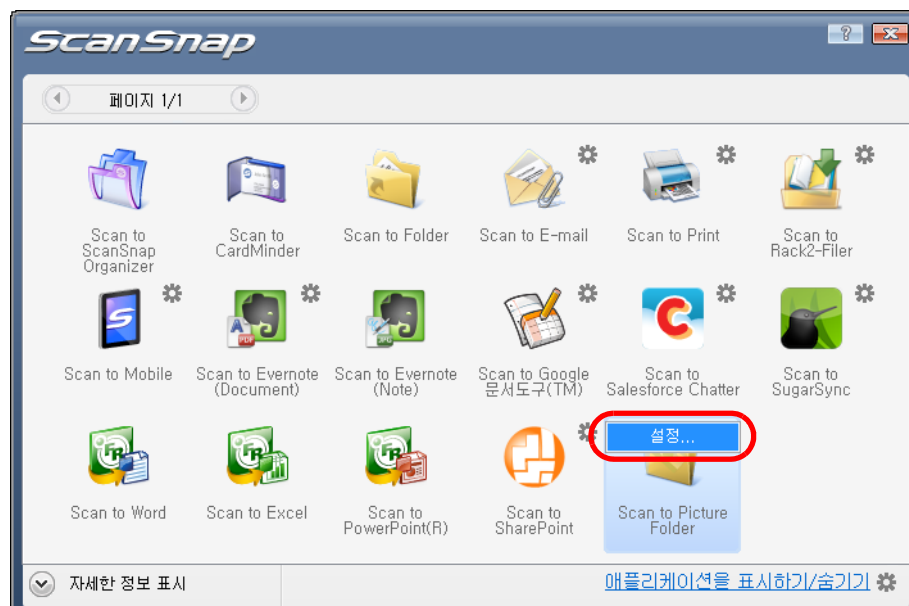 ScanSnap
?
페이지 1/1
Scan to
ScanSnap
Organizer
Scan to
CardMinder
Scan to Folder
Scan to E-mail
Scan to Print
Scan to
Rack2-Filer
Scan to Mobile
Scan to Evernote
(Document)
Scan to Evernote
(Note)
Scan to Google
문서도구(TM)
Scan to
Salesforce Chatter
Scan to
SugarSync
Scan to Word
Scan to Excel
Scan to
PowerPoint(R)
Scan to
SharePoint
설정...
Scan to Picture
Folder
자세한 정보 표시
애플리케이션을 표시하기/숨기기